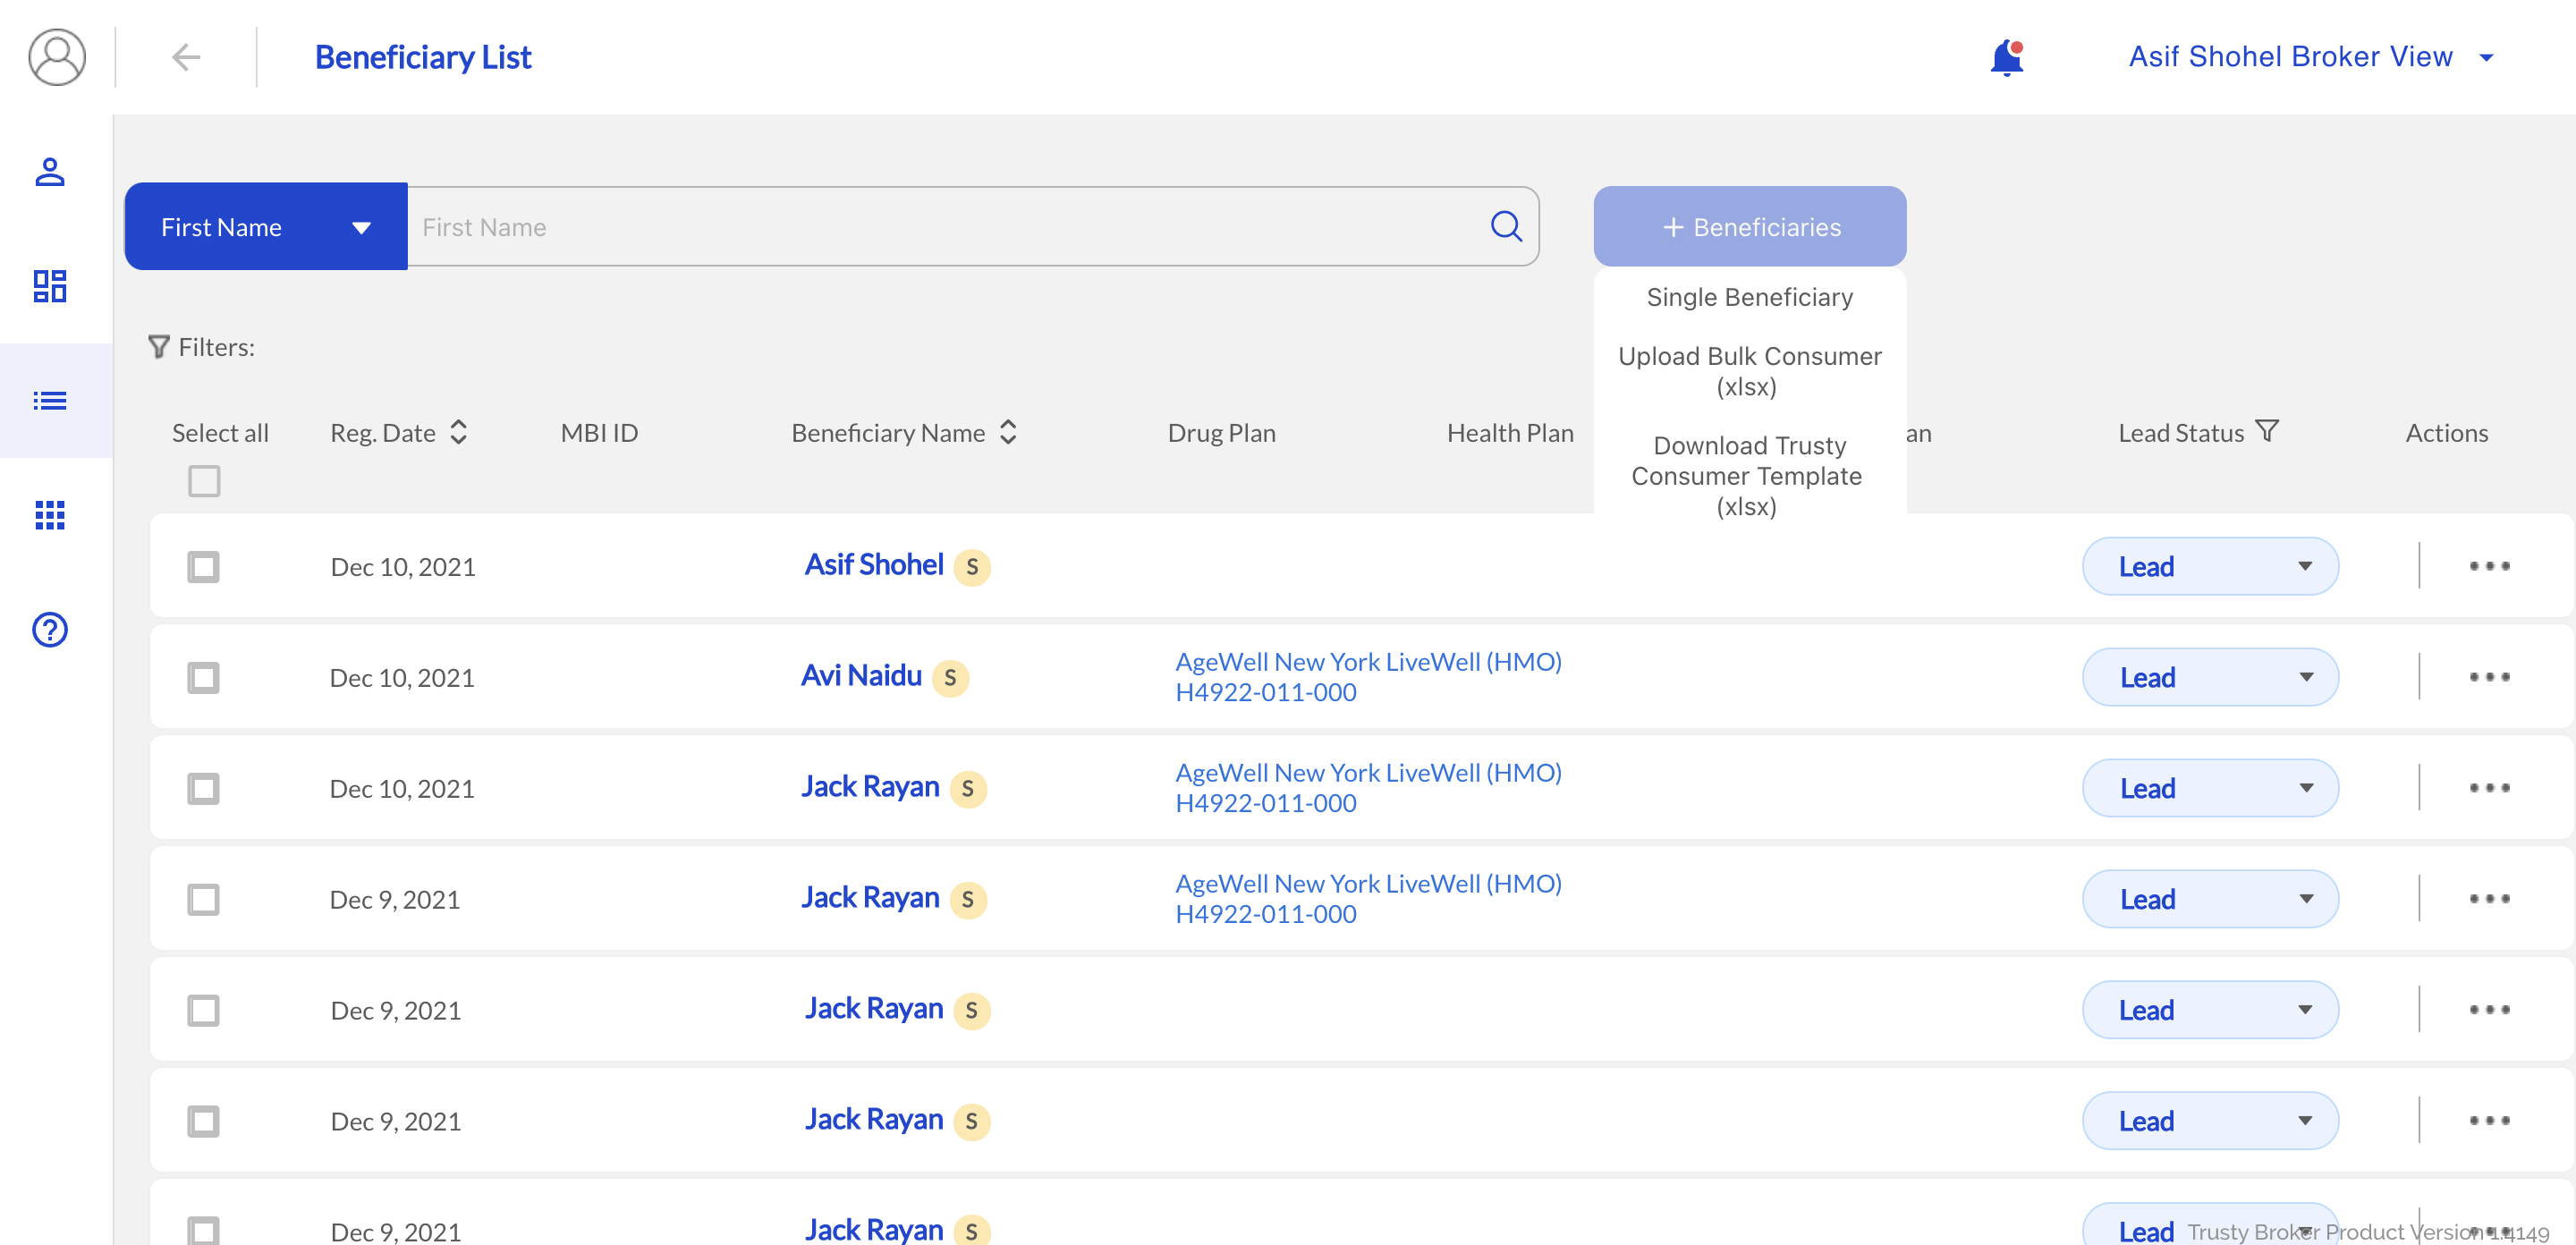 Beneficiary List
Asif Shohel Broker View
First Name
First Name
+ Beneficiaries
Single Beneficiary
Upload Bulk Consumer
(xlsx)
Download Trusty
Consumer Template
(xlsx)
Filters:
Select all
Reg. Date
MBI ID
Beneficiary Name
Drug Plan
Health Plan
an
Lead Status
Actions
Dec 10, 2021
Asif Shohel
S
Lead
Dec 10, 2021
Avi Naidu
S
AgeWell New York LiveWell (HMO)
H4922-011-000
Lead
Dec 10, 2021
Jack Rayan
S
AgeWell New York LiveWell (HMO)
H4922-011-000
Lead
Dec 9, 2021
Jack Rayan
S
AgeWell New York LiveWell (HMO)
H4922-011-000
Lead
Dec 9, 2021
Jack Rayan
S
Lead
Dec 9, 2021
Jack Rayan
S
Lead
Dec 9, 2021
Jack Rayan
S
Lead
Trusty Broker Product Version 1.4149